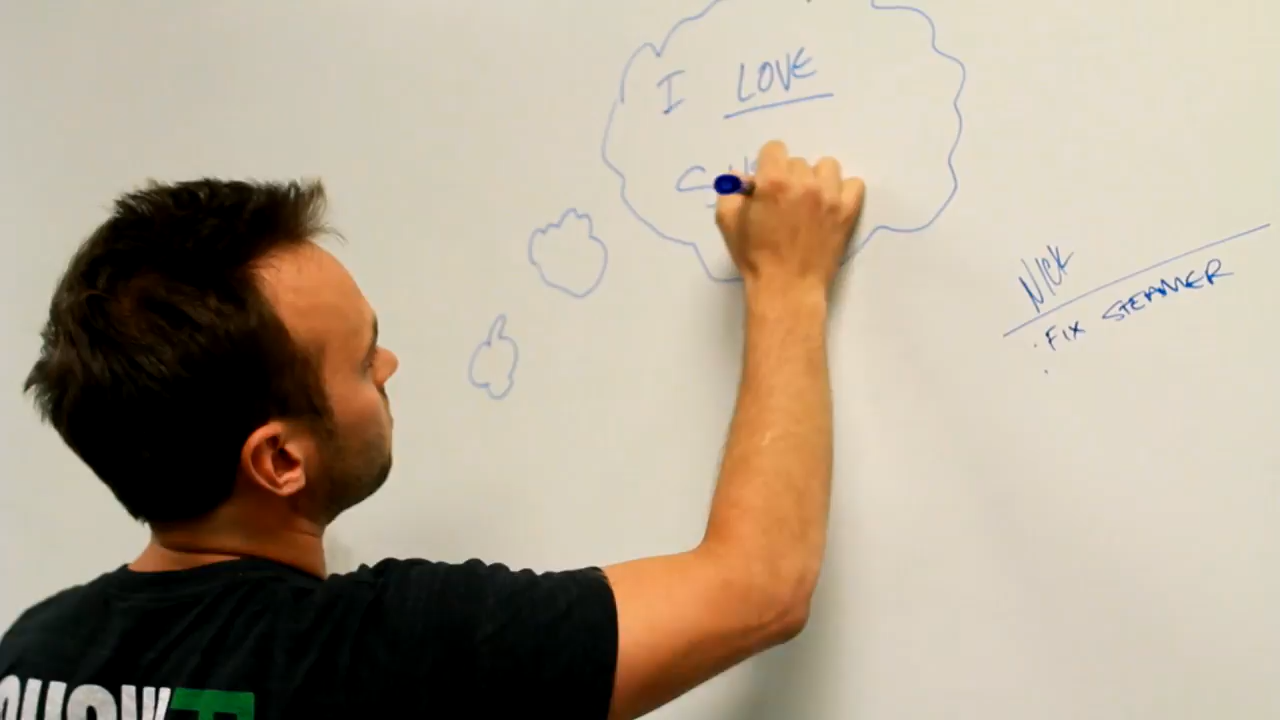 I LOVE
NICK
· FIX STEAMER
·